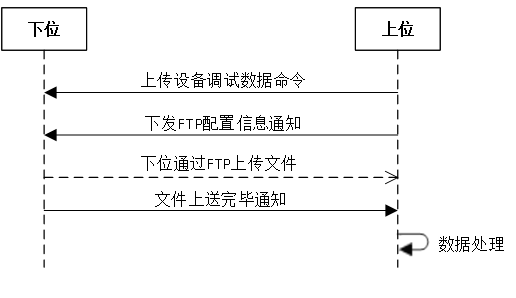 下位
上位
上传设备调试数据命令
下发FTP配置信息通知
下位通过FTP上传文件
文件上送完毕通知
数据处理